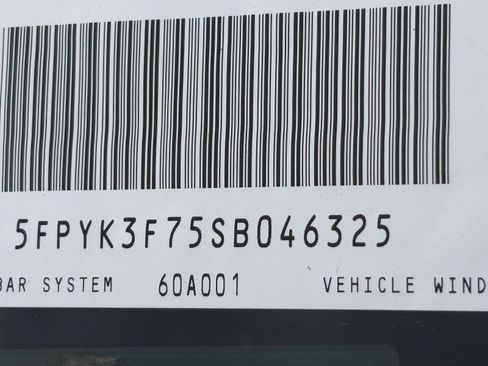 5FPYK3F75SB046325
BAR SYSTEM 60A001 VEHICLE WIND